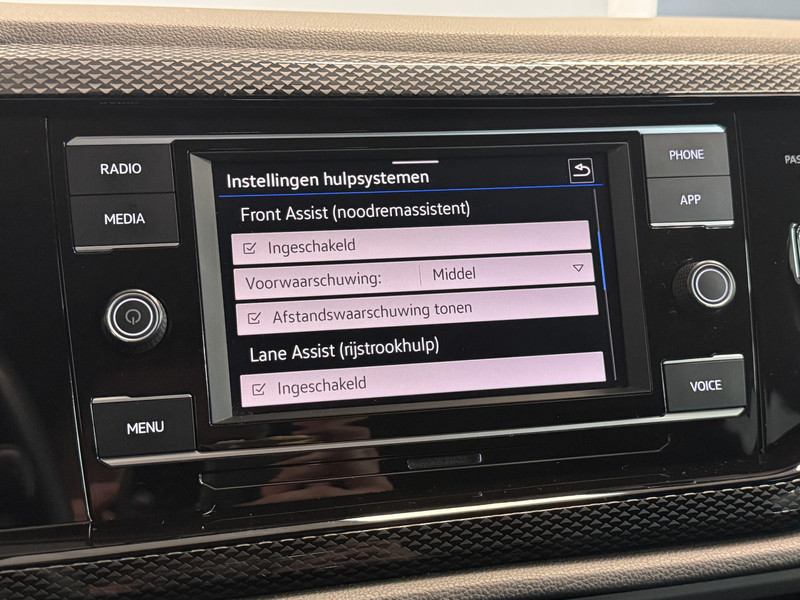 RADIO
MEDIA
MENU
Instellingen hulpsystemen
Front Assist (noodremassistent)
Ingeschakeld
Voorwaarschuwing: Middel
Afstandswaarschuwing tonen
Lane Assist (rijstrookhulp)
Ingeschakeld
PHONE
APP
VOICE
PAS